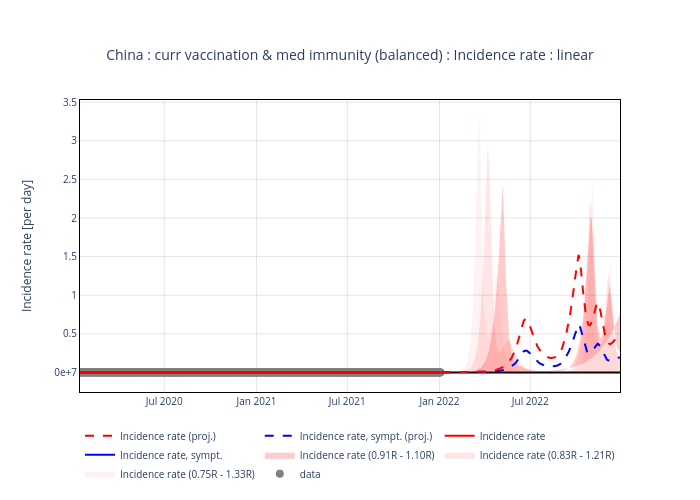 China : curr vaccination & med immunity (balanced) : Incidence rate : linear
Incidence rate [per day]
3.5
3
2.5
2
1.5
1
0.5
0e+7
Jul 2020
Jan 2021
Jul 2021
Jan 2022
Jul 2022
Incidence rate (proj.)
Incidence rate, sympt. (proj.)
Incidence rate
Incidence rate, sympt.
Incidence rate (0.91R - 1.10R)
Incidence rate (0.83R - 1.21R)
Incidence rate (0.75R - 1.33R)
data